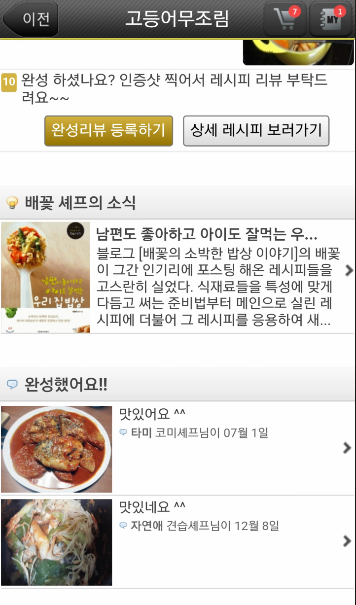 이전
고등어무조림
7
MY
1
10 완성 하셨나요? 인증샷 찍어서 레시피 리뷰 부탁드
려요~~
완성리뷰 등록하기
상세 레시피 보러가기
배꽃 셰프의 소식
우리집밥상
남편도 좋아하고 아이도 잘먹는 우...
블로그 [배꽃의 소박한 밥상 이야기]의 배꽃
이 그간 인기리에 포스팅 해온 레시피들을
고스란히 실었다. 식재료들을 특성에 맞게
다듬고 써는 준비법부터 메인으로 실린 레
시피에 더불어 그 레시피를 응용하여 새...
완성했어요!!
맛있어요 ^^
타미 코미셰프님이 07월 1일
맛있네요 ^^
자연애 견습셰프님이 12월 8일